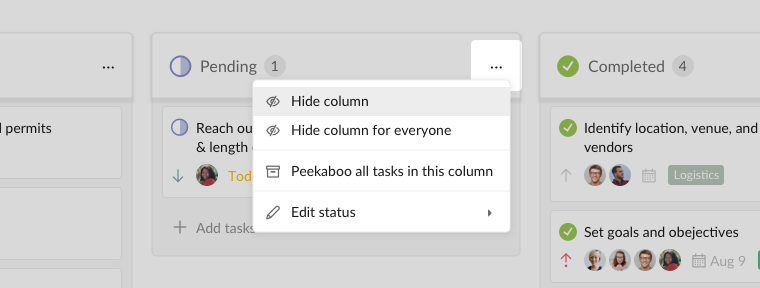 Pending 1
Completed 4
permits
Reach ou
& length
Tod
Add tasks
Hide column
Hide column for everyone
Peekaboo all tasks in this column
Edit status
Identify location, venue, and
vendors
Logistics
Set goals and obejectives
Aug 9